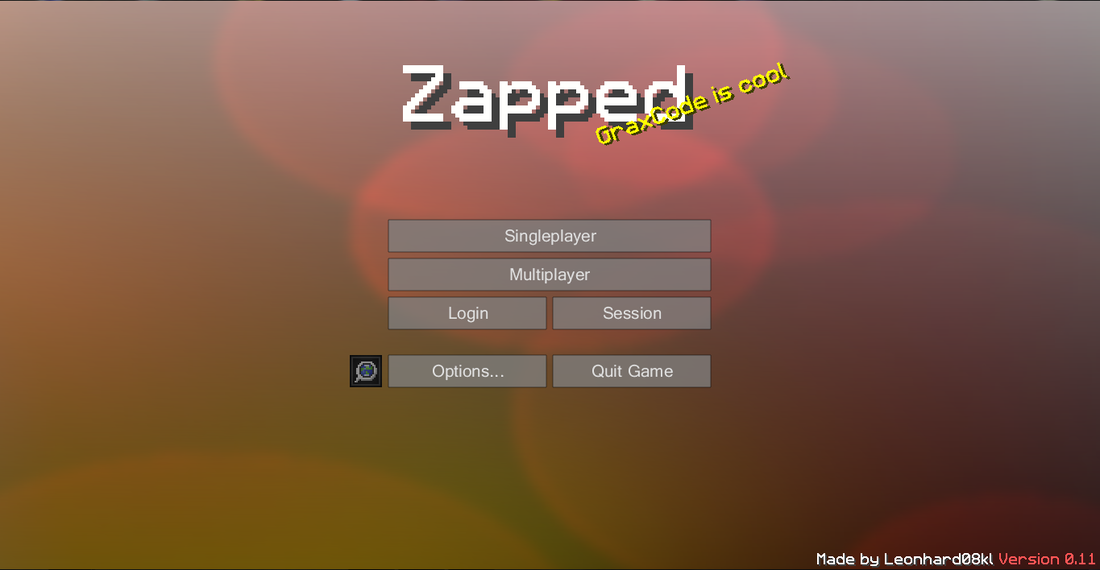 Zapped
GraxCode is cool
Singleplayer
Multiplayer
Login
Session
Options...
Quit Game
Made by Leonhard08kl Version 0.11